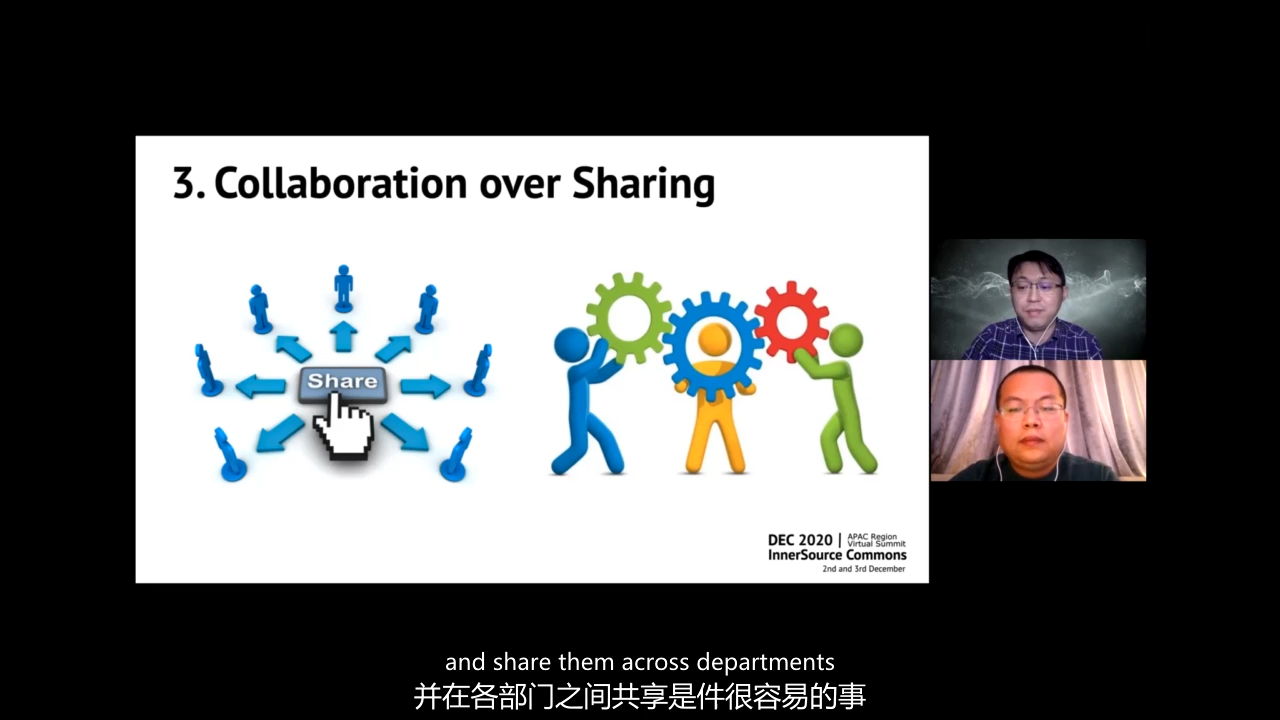 3. Collaboration over Sharing
Share
DEC 2020 | APAC Region
Virtual Summit
InnerSource Commons
2nd and 3rd December
and share them across departments
并在各部门之间共享是件很容易的事